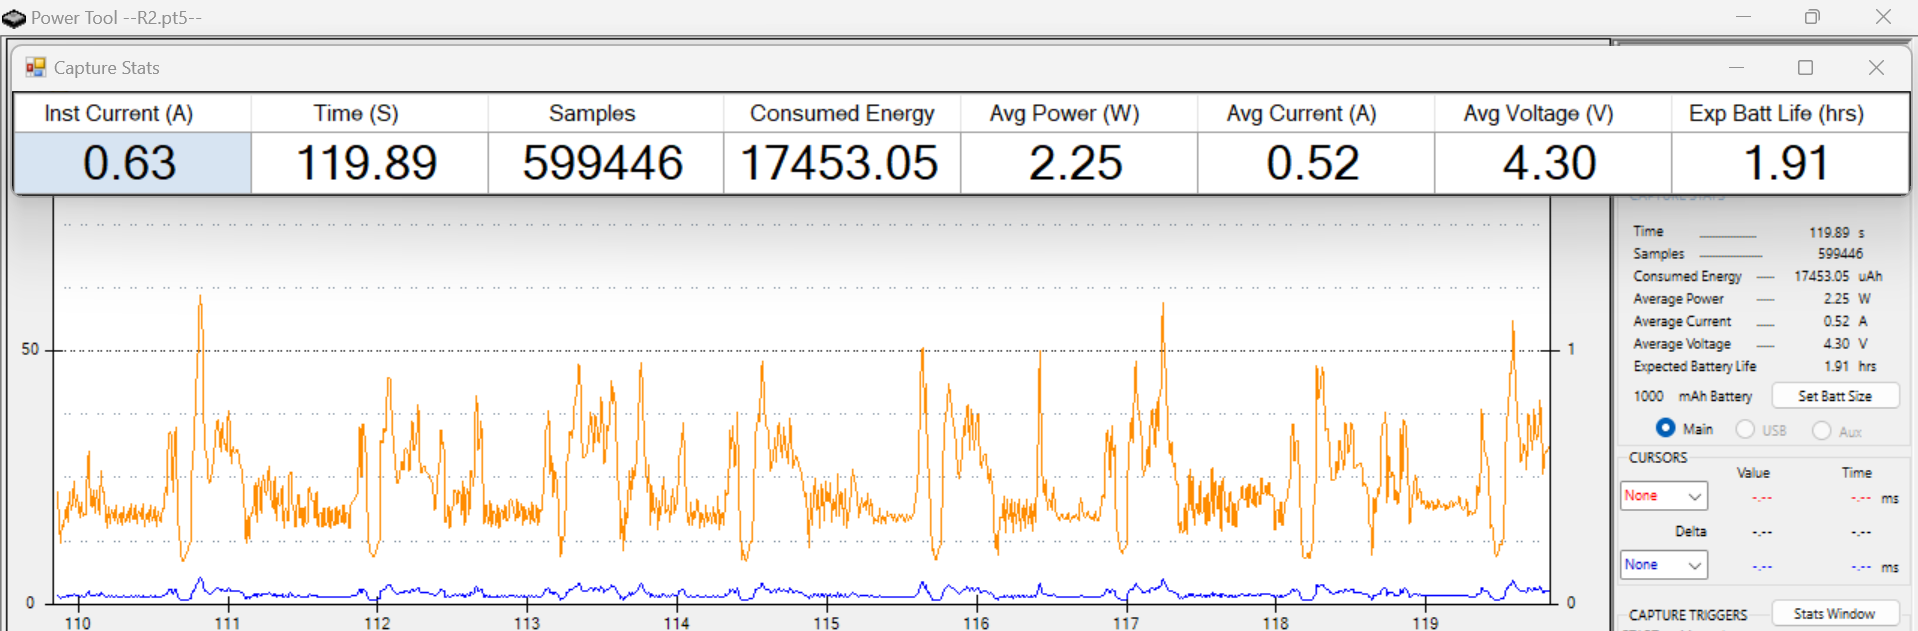 Power Tool --R2.pt5--
Capture Stats
Inst Current (A) Time (S) Samples Consumed Energy Avg Power (W) Avg Current (A) Avg Voltage (V) Exp Batt Life (hrs)
0.63 119.89 599446 17453.05 2.25 0.52 4.30 1.91
CAPTURE STATS
Time 119.89 s
Samples 599446
Consumed Energy 17453.05 uAh
Average Power 2.25 W
Average Current 0.52 A
Average Voltage 4.30 V
Expected Battery Life 1.91 hrs
1000 mAh Battery Set Batt Size
Main USB Aux
CURSORS
Value Time
None -.-- -.-- ms
Delta -.-- -.--
None -.-- -.-- ms
CAPTURE TRIGGERS Stats Window
50 1
0 0
110 111 112 113 114 115 116 117 118 119